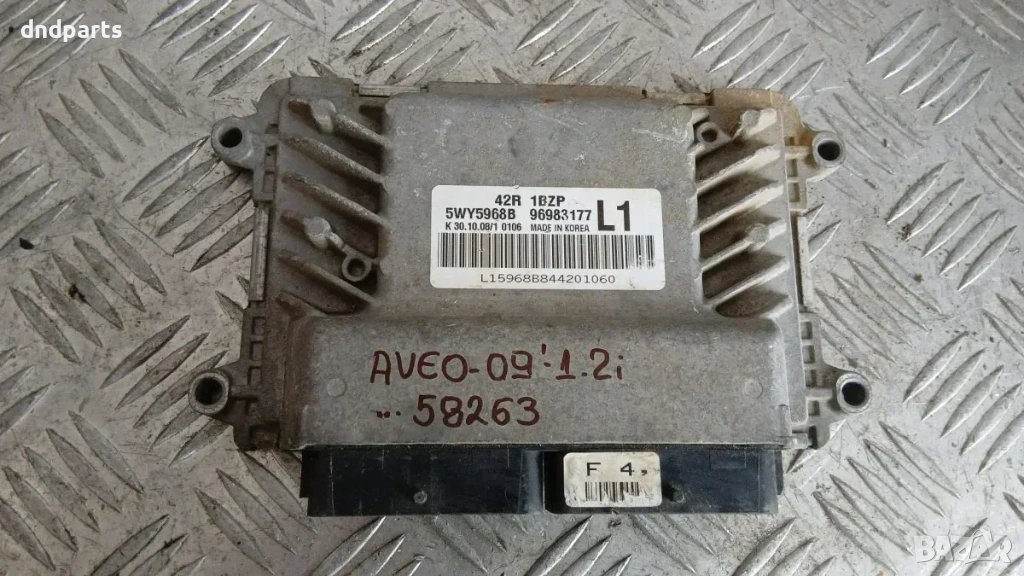 dndparts
42R 1BZP
5WY5968B 96983177 L1
K 30.10.08/1 0106 MADE IN KOREA
L15968B844201060
AVEO-09' 1.2i
... 58263
F 4
BAZAR